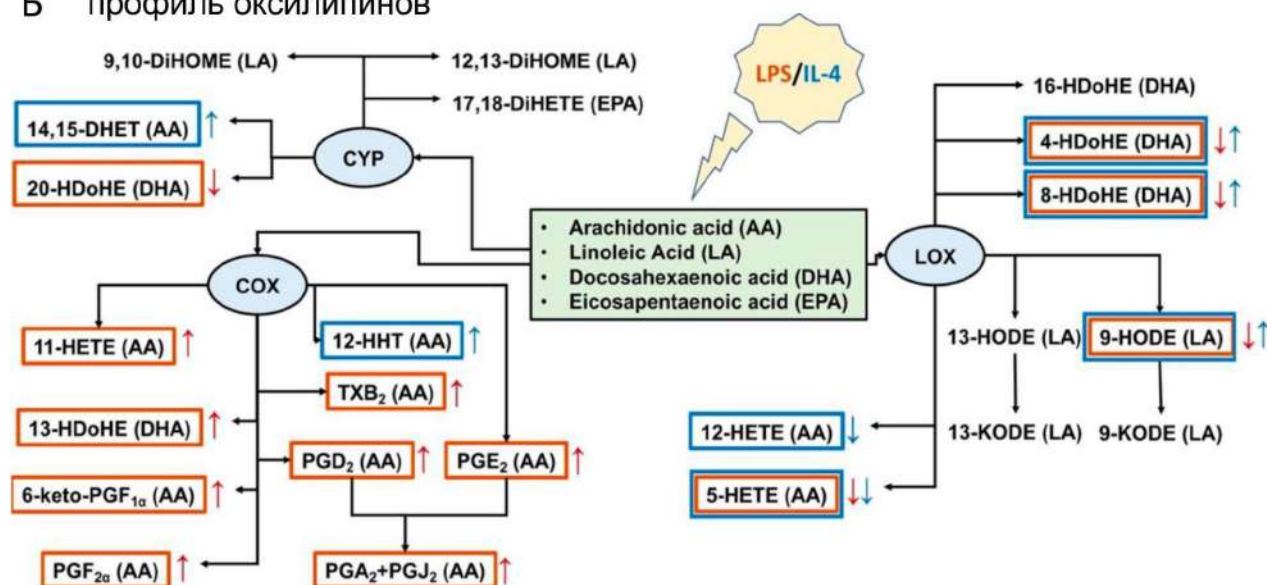 Б профиль оксилипинов
9,10-DiHOME (LA)
12,13-DiHOME (LA)
17,18-DiHETE (EPA)
14,15-DHET (AA) ↑
20-HDoHE (DHA) ↓
CYP
LPS/IL-4
16-HDoHE (DHA)
4-HDoHE (DHA) ↓↑
8-HDoHE (DHA) ↓↑
• Arachidonic acid (AA)
• Linoleic Acid (LA)
• Docosahexaenoic acid (DHA)
• Eicosapentaenoic acid (EPA)
LOX
COX
11-HETE (AA) ↑
12-HHT (AA) ↑
TXB₂ (AA) ↑
13-HDoHE (DHA) ↑
PGD₂ (AA) ↑
PGE₂ (AA) ↑
6-keto-PGF₁α (AA) ↑
PGF₂α (AA) ↑
PGA₂+PGJ₂ (AA) ↑
13-HODE (LA)
9-HODE (LA) ↓↑
13-KODE (LA)
9-KODE (LA)
12-HETE (AA) ↓
5-HETE (AA) ↓↓